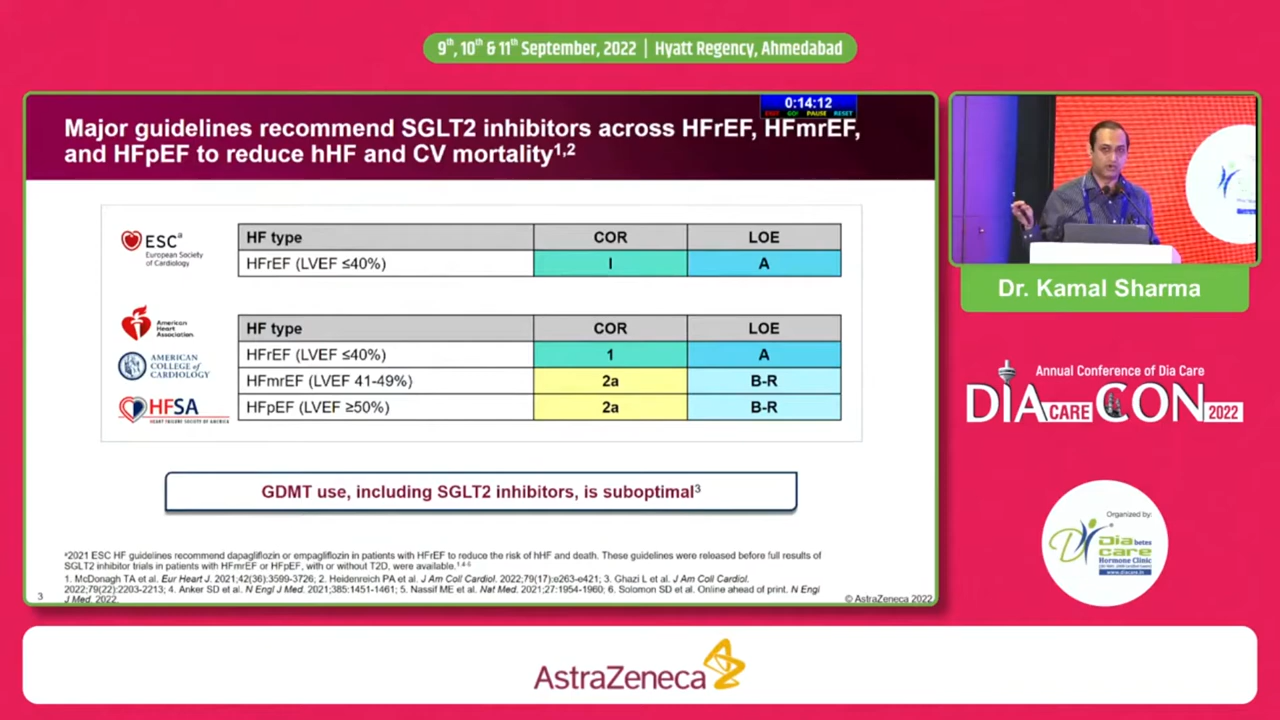 9th, 10th & 11th September, 2022 | Hyatt Regency, Ahmedabad
0:14:12
EXIT GO! PAUSE RESET
Major guidelines recommend SGLT2 inhibitors across HFrEF, HFmrEF,
and HFpEF to reduce hHF and CV mortality1,2
ESCa
European Society
of Cardiology
HF type COR LOE
HFrEF (LVEF ≤40%) I A
American
Heart
Association.
AMERICAN
COLLEGE of
CARDIOLOGY
HFSA
HEART FAILURE SOCIETY OF AMERICA
HF type COR LOE
HFrEF (LVEF ≤40%) 1 A
HFmrEF (LVEF 41-49%) 2a B-R
HFpEF (LVEF ≥50%) 2a B-R
GDMT use, including SGLT2 inhibitors, is suboptimal3
a2021 ESC HF guidelines recommend dapagliflozin or empagliflozin in patients with HFrEF to reduce the risk of hHF and death. These guidelines were released before full results of
SGLT2 inhibitor trials in patients with HFmrEF or HFpEF, with or without T2D, were available.1,4-6
1. McDonagh TA et al. Eur Heart J. 2021;42(36):3599-3726; 2. Heidenreich PA et al. J Am Coll Cardiol. 2022;79(17):e263-e421; 3. Ghazi L et al. J Am Coll Cardiol.
2022;79(22):2203-2213; 4. Anker SD et al. N Engl J Med. 2021;385:1451-1461; 5. Nassif ME et al. Nat Med. 2021;27:1954-1960; 6. Solomon SD et al. Online ahead of print. N Engl
J Med. 2022.
3
© AstraZeneca 2022
Dr. Kamal Sharma
Annual Conference of Dia Care
DIA CARE CON 2022
Organized by:
Diabetes
care
Hormone Clinic
www.diacare.in
AstraZeneca